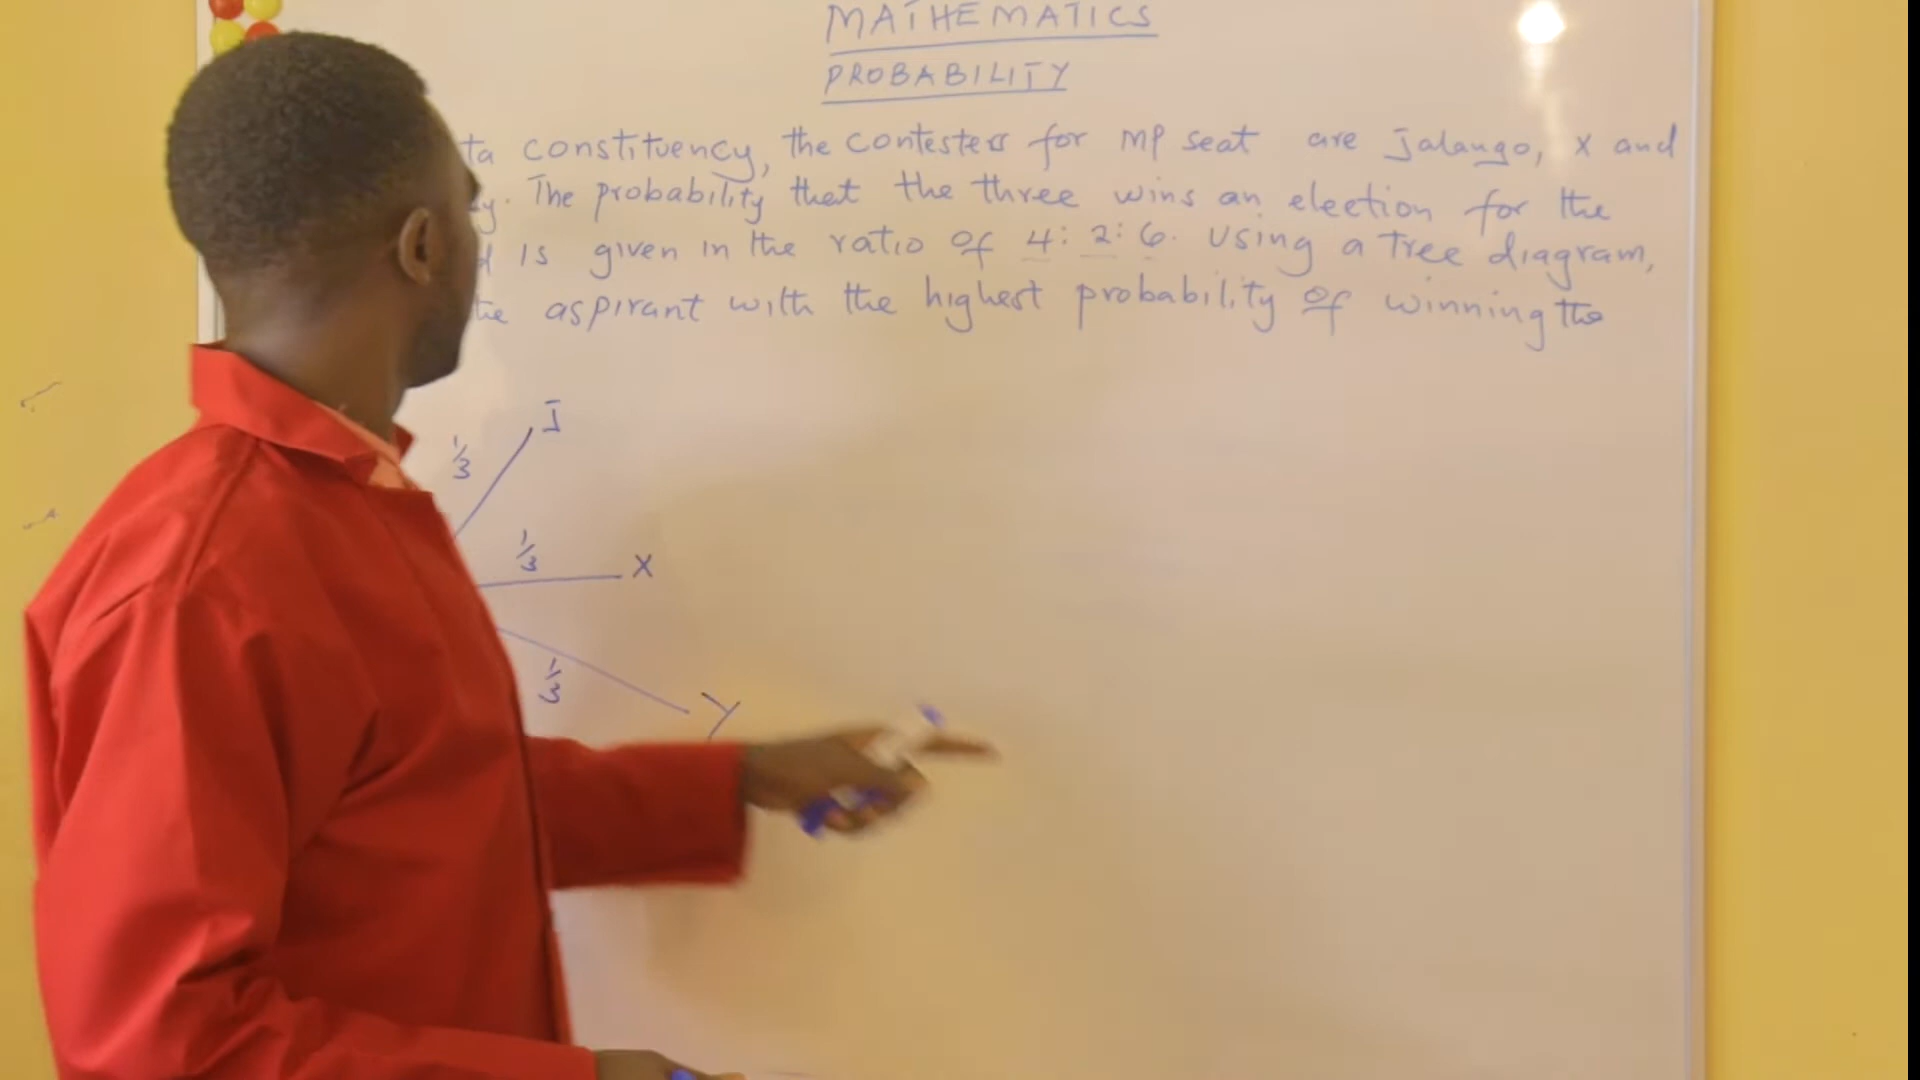 MATHEMATICS
PROBABILITY
ta constituency, the contesters for MP seat are Jalango, X and
y. The probability that the three wins an election for the
d is given in the ratio of 4: 2: 6. Using a Tree diagram,
the aspirant with the highest probability of winning the
J
1/3
1/3
X
1/3
Y